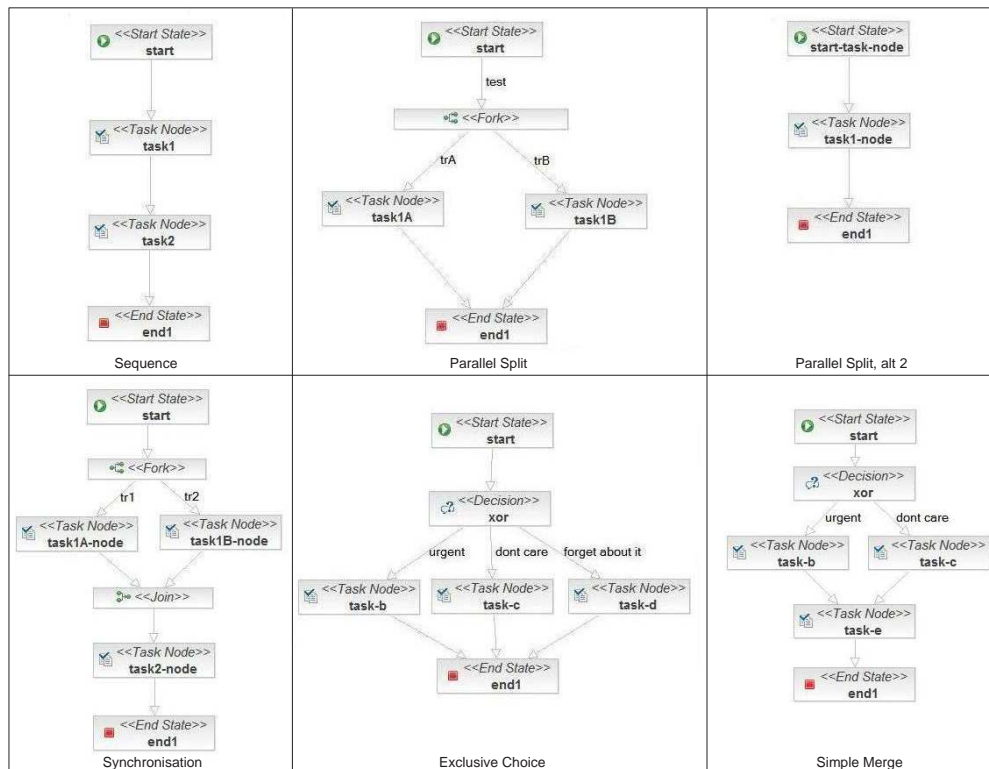 <<Start State>>
start
<<Task Node>>
task1
<<Task Node>>
task2
<<End State>>
end1
Sequence
<<Start State>>
start
test
<<Fork>>
trA
trB
<<Task Node>>
task1A
<<Task Node>>
task1B
<<End State>>
end1
Parallel Split
<<Start State>>
start-task-node
<<Task Node>>
task1-node
<<End State>>
end1
Parallel Split, alt 2
<<Start State>>
start
<<Fork>>
tr1
tr2
<<Task Node>>
task1A-node
<<Task Node>>
task1B-node
<<Join>>
<<Task Node>>
task2-node
<<End State>>
end1
Synchronisation
<<Start State>>
start
<<Decision>>
xor
urgent
dont care
forget about it
<<Task Node>>
task-b
<<Task Node>>
task-c
<<Task Node>>
task-d
<<End State>>
end1
Exclusive Choice
<<Start State>>
start
<<Decision>>
xor
urgent
dont care
<<Task Node>>
task-b
<<Task Node>>
task-c
<<Task Node>>
task-e
<<End State>>
end1
Simple Merge